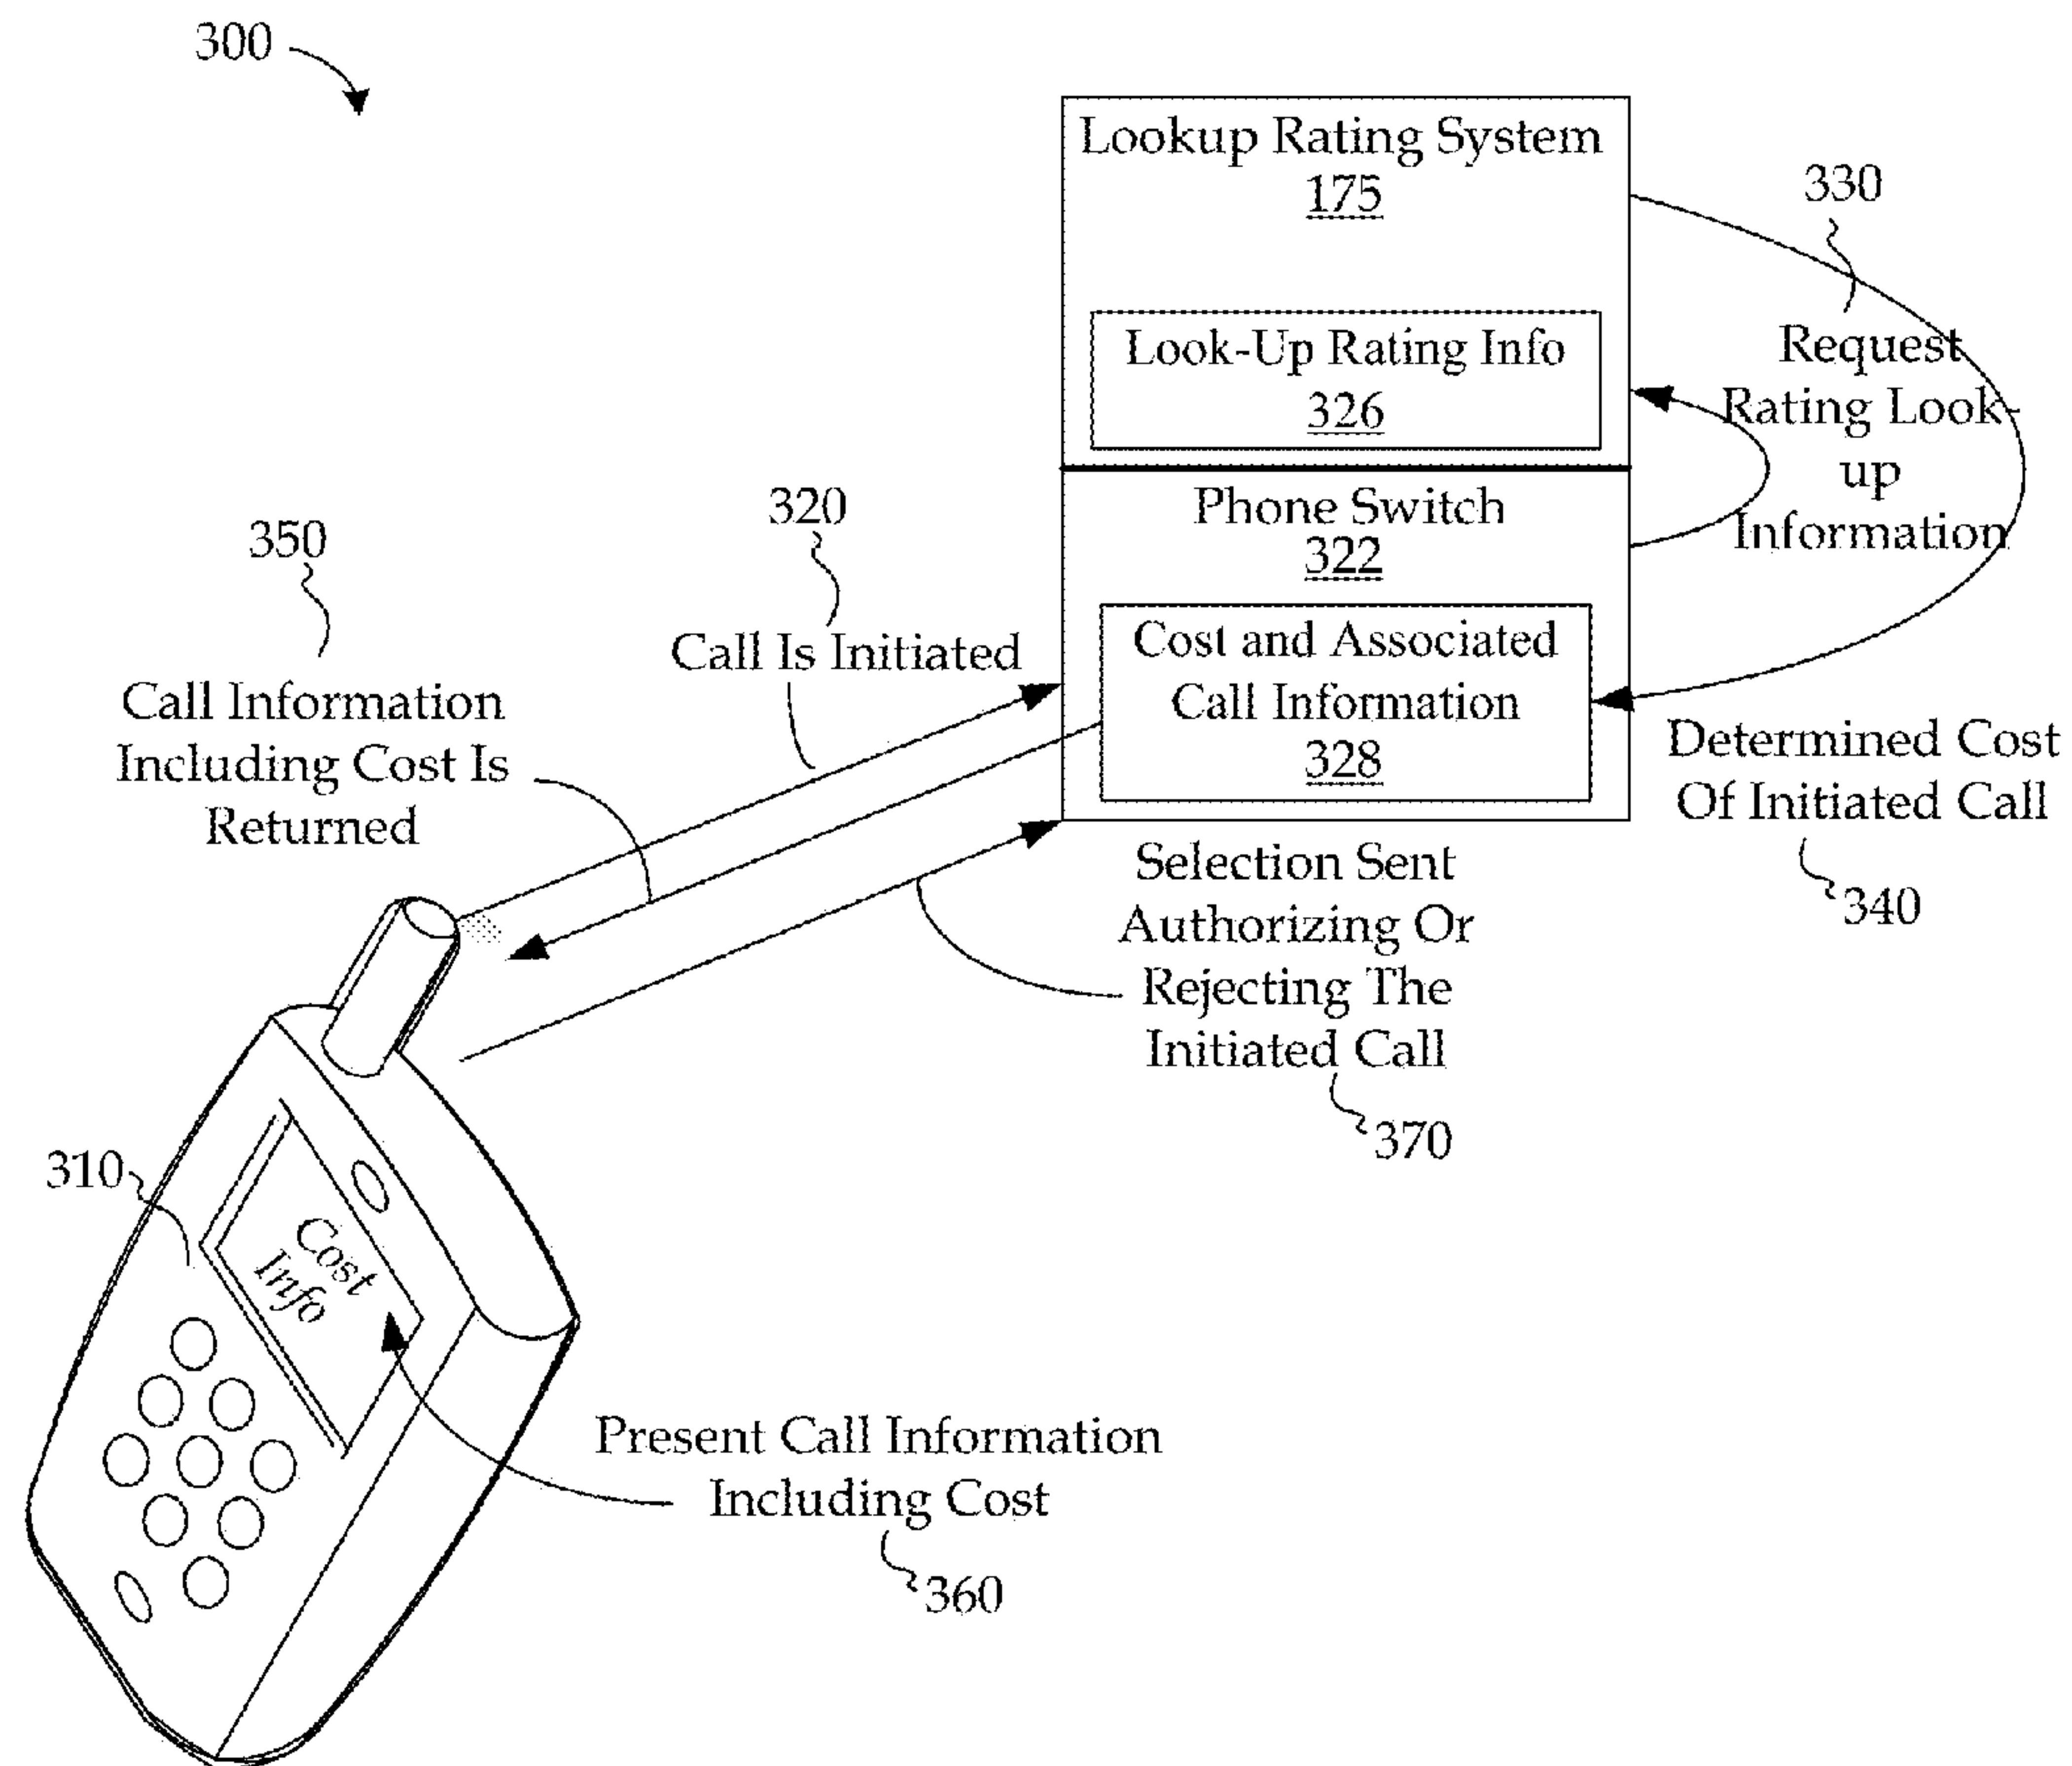 300
Lookup Rating System
175
330
Look-Up Rating Info
326
Request
Rating Look-
up
Information
Phone Switch
322
320
Call Is Initiated
350
Call Information
Including Cost Is
Returned
Cost and Associated
Call Information
328
Determined Cost
Of Initiated Call
340
Selection Sent
Authorizing Or
Rejecting The
Initiated Call
370
310
Cost
Info
Present Call Information
Including Cost
360